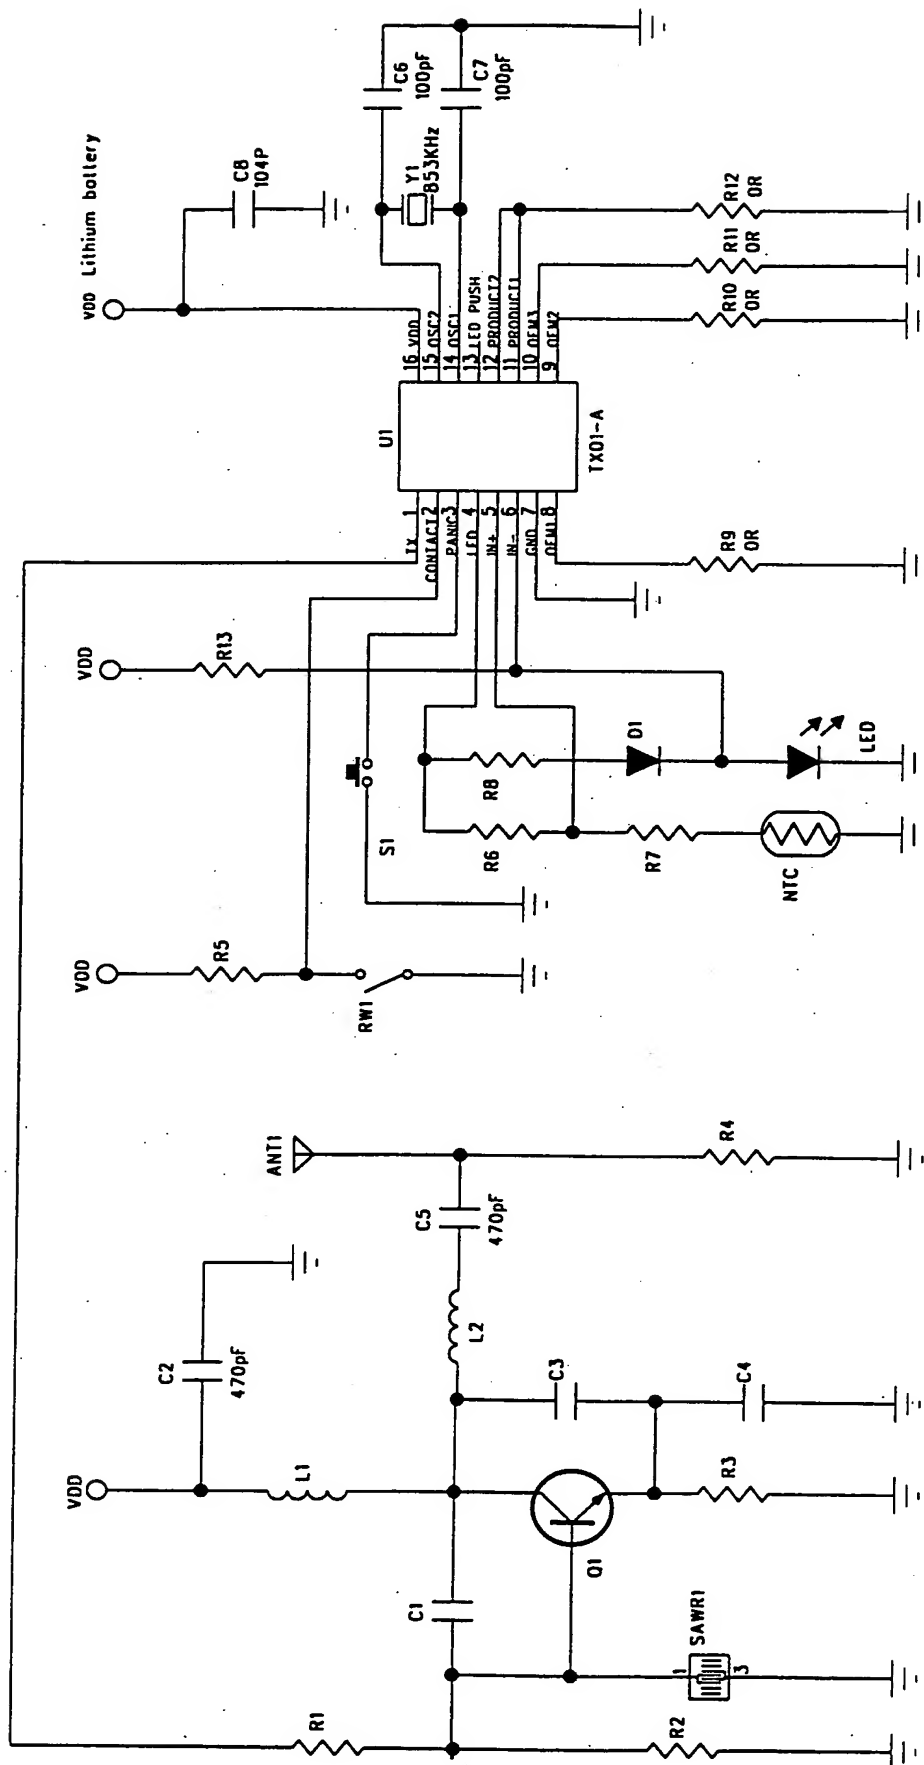 VDD Lithium battery
C8
104P
C6
100pF
C7
100pF
Y1
853KHz
16 VDD
15 OSC2
14 OSC1
13 LED PUSH
12 PRODUCT2
11 PRODUCT1
10 OEM3
9 OEM2
R12
0R
R11
0R
R10
0R
U1
TX01-A
TX 1
CONTACT 2
PANIC 3
LED 4
IN+ 5
IN- 6
GND 7
OEM1 8
R9
0R
VDD
R13
S1
R8
R6
D1
LED
R7
NTC
VDD
R5
RW1
ANT1
C5
470pF
R4
L2
C2
470pF
VDD
L1
C3
C4
R3
Q1
C1
SAWR1
1
3
R1
R2